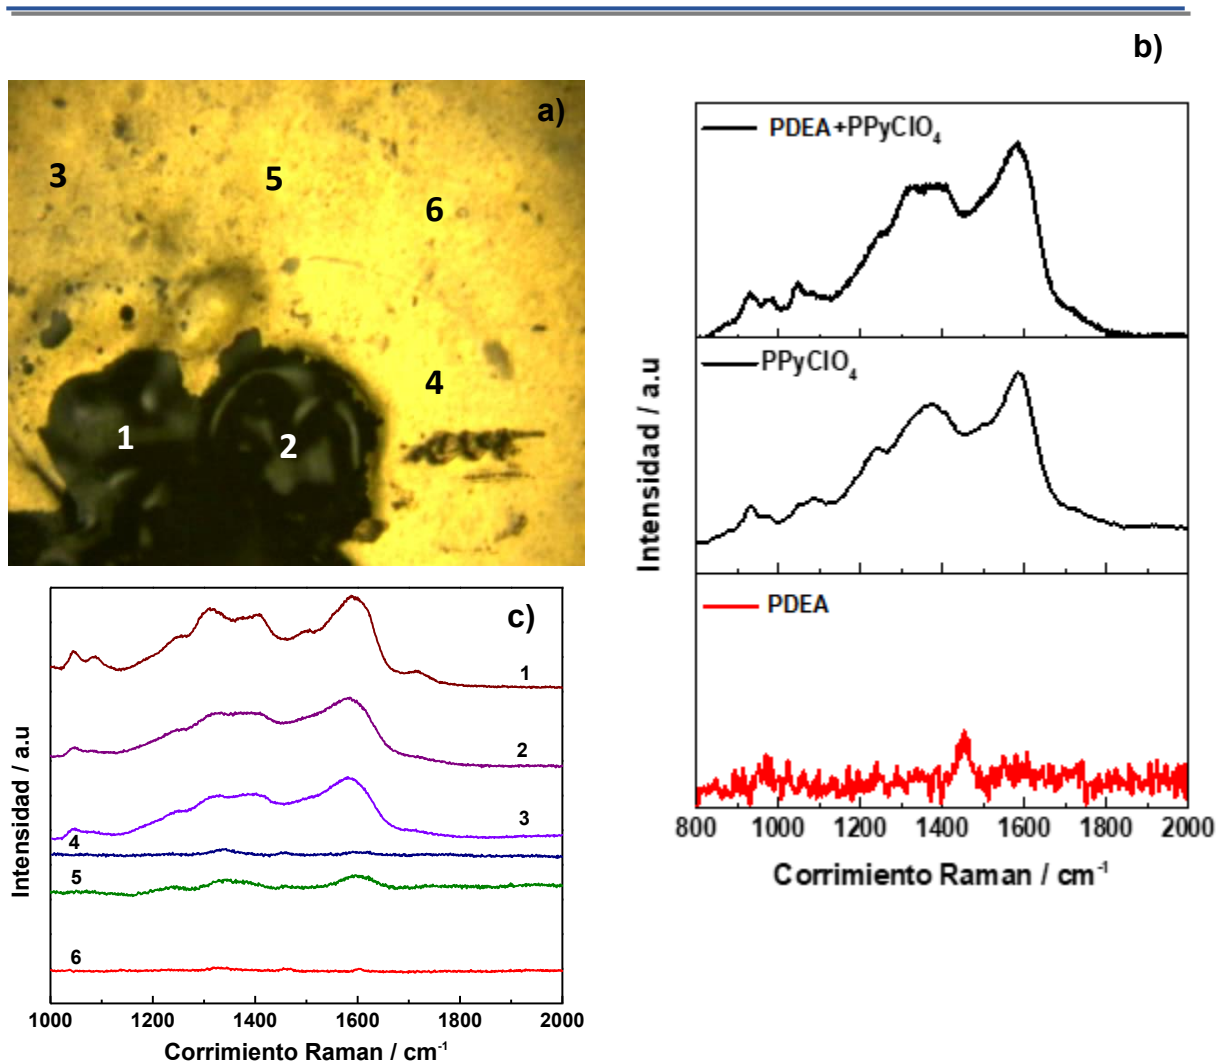 b)
a)
3
5
6
4
1
2
PDEA+PPyClO₄
PPyClO₄
PDEA
Intensidad / a.u
800 1000 1200 1400 1600 1800 2000
Corrimiento Raman / cm⁻¹
c)
1
2
3
4
5
6
Intensidad / a.u
1000 1200 1400 1600 1800 2000
Corrimiento Raman / cm⁻¹